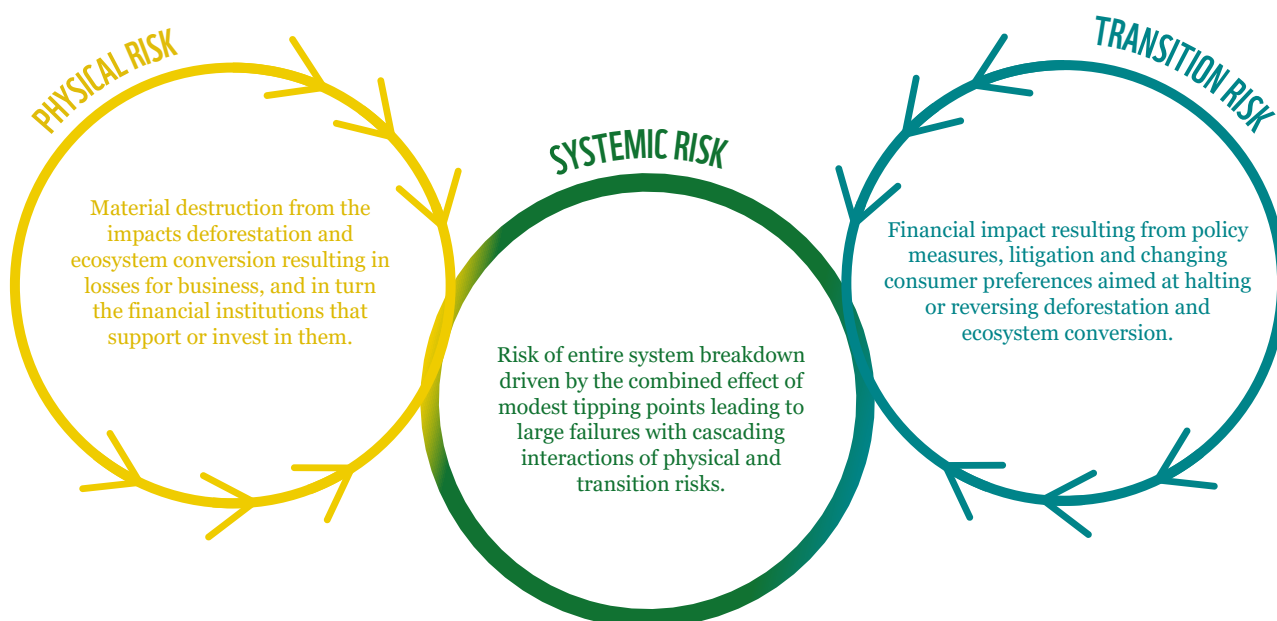 PHYSICAL RISK
Material destruction from the
impacts deforestation and
ecosystem conversion resulting in
losses for business, and in turn
the financial institutions that
support or invest in them.
SYSTEMIC RISK
Risk of entire system breakdown
driven by the combined effect of
modest tipping points leading to
large failures with cascading
interactions of physical and
transition risks.
TRANSITION RISK
Financial impact resulting from policy
measures, litigation and changing
consumer preferences aimed at halting
or reversing deforestation and
ecosystem conversion.